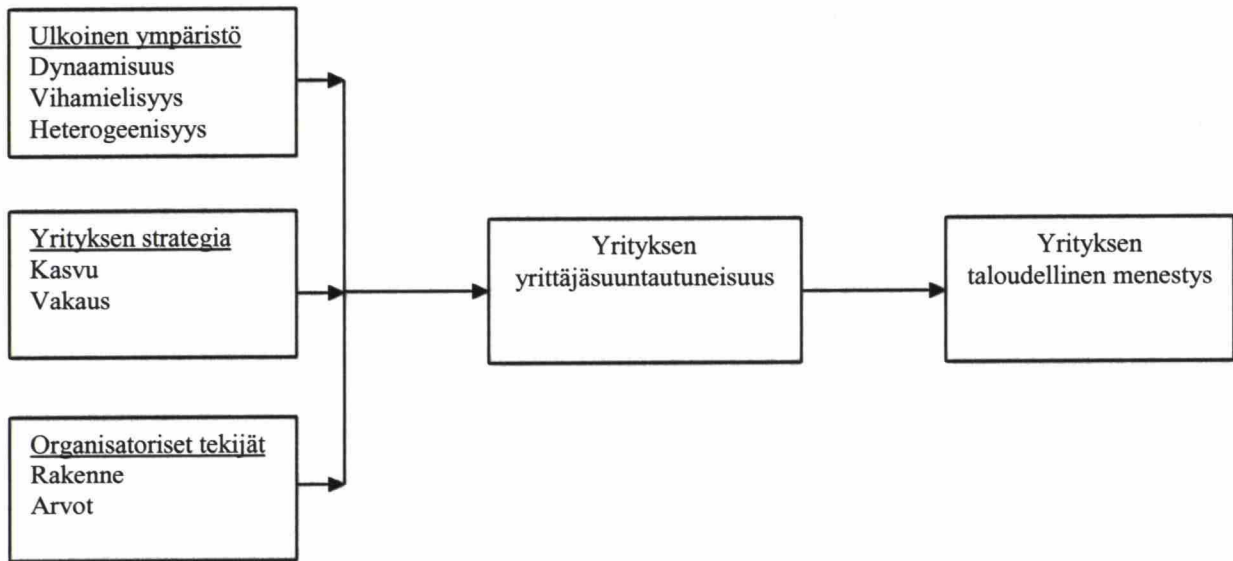 Ulkoinen ympäristö
Dynaamisuus
Vihamielisyys
Heterogeenisyys
Yrityksen strategia
Kasvu
Vakaus
Organisatoriset tekijät
Rakenne
Arvot
Yrityksen
yrittäjäsuuntautuneisuus
Yrityksen
taloudellinen menestys